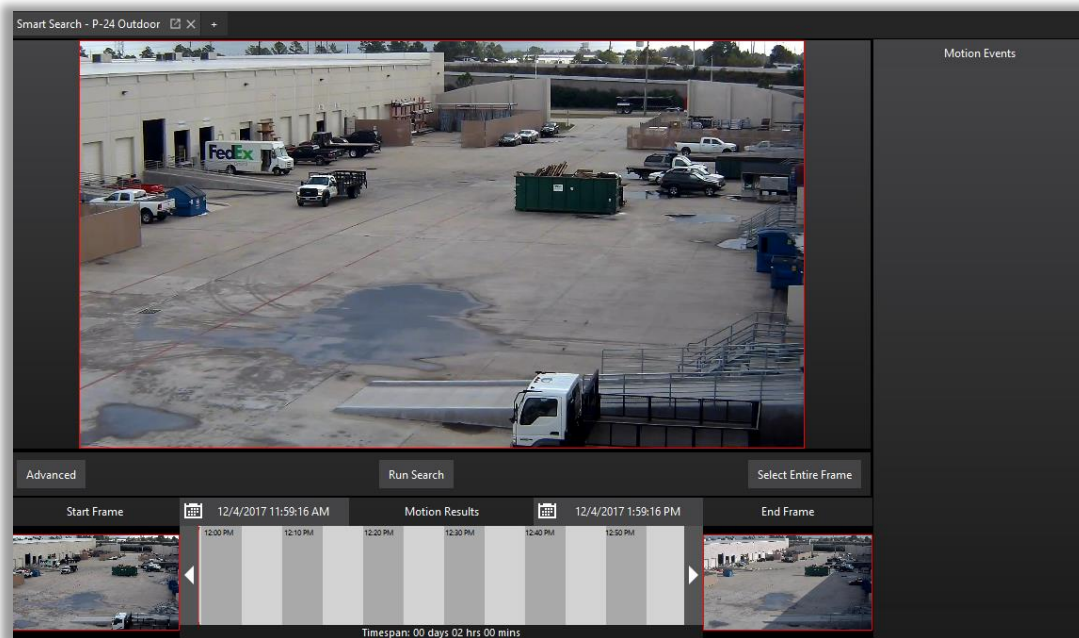 Smart Search - P-24 Outdoor
+
Motion Events
FedEx
Advanced
Run Search
Select Entire Frame
Start Frame
12/4/2017 11:59:16 AM
Motion Results
12/4/2017 1:59:16 PM
End Frame
12:00 PM
12:10 PM
12:20 PM
12:30 PM
12:40 PM
12:50 PM
Timespan: 00 days 02 hrs 00 mins